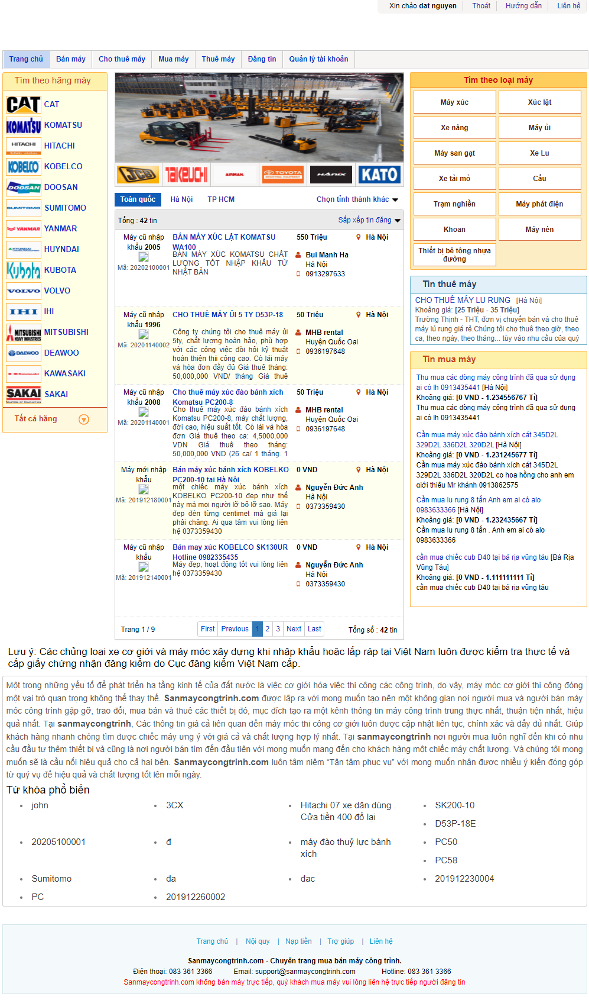 Xin chào dat nguyen
Thoát
Hướng dẫn
Liên hệ
Trang chủ
Bán máy
Cho thuê máy
Mua máy
Thuê máy
Đăng tin
Quản lý tài khoản
Tìm theo hãng máy
CAT CAT
KOMATSU KOMATSU
HITACHI Reliable solutions HITACHI
KOBELCO KOBELCO
DOOSAN DOOSAN
SUMITOMO SUMITOMO
YANMAR YANMAR
HYUNDAI HUYNDAI
Kubota KUBOTA
VOLVO VOLVO
IHI IHI
MITSUBISHI HEAVY INDUSTRIES MITSUBISHI
DAEWOO DEAWOO
Kawasaki KAWASAKI
SAKAI MASTERS OF COMPACTION SAKAI
Tất cả hãng
JCB
TAKEUCHI
AIRMAN.
TOYOTA
HANIX
KATO
Toàn quốc
Hà Nội
TP HCM
Chọn tỉnh thành khác
Tổng : 42 tin
Sắp xếp tin đăng
Máy cũ nhập
khẩu 2005
Mã: 20202100001
BÁN MÁY XÚC LẬT KOMATSU
WA100
BÁN MÁY XÚC KOMATSU CHẤT
LƯỢNG TỐT NHẬP KHẨU TỪ
NHẬT BẢN
550 Triệu
Hà Nội
Bui Manh Ha
Hà Nội
0913297633
Máy cũ nhập
khẩu 1996
Mã: 20201140002
CHO THUÊ MÁY ỦI 5 TY D53P-18
Công ty chúng tôi cho thuê máy ủi
5ty, chất lượng hoàn hảo, phù hợp
với các công việc đòi hỏi kỹ thuật
hoàn thiện thii công cao. Có lái máy
và hóa đơn đầy đủ Giá thuê tháng:
50,000,000 VND/ tháng Giá thuê
50 Triệu
Hà Nội
MHB rental
Huyện Quốc Oai
0936197648
Máy cũ nhập
khẩu 2008
Mã: 20201140001
Cho thuê máy xúc đào bánh xích
Komatsu PC200-8
Cho thuê máy xúc đào bánh xích
Komatsu PC200-8, máy chất lượng,
đời cao, hiệu suất tốt. Có lái và hóa
đơn Giá thuê theo ca: 4,5000,000
VDN Giá thuê theo tháng:
50,000,000 VND (26 ca/ 1 tháng. 1
50 Triệu
Hà Nội
MHB rental
Huyện Quốc Oai
0936197648
Máy mới nhập
khẩu
Mã: 201912180001
Bán máy xúc bánh xích KOBELKO
PC200-10 tại Hà Nội
một chiếc máy xúc bánh xích
KOBELKO PC200-10 đẹp như thế
này mà mọi người lỡ bỏ lỡ sao. Máy
đẹp đến từng centimet mà giá lại
phải chăng. Ai qua tâm vui lòng liên
hệ 0373359430
0 VND
Hà Nội
Nguyễn Đức Anh
Hà Nội
0373359430
Máy cũ nhập
khẩu
Mã: 201912140001
Bán may xúc KOBELCO SK130UR
Hotline 0982335435
Máy đẹp, hoạt động tốt vui lòng liên
hệ 0373359430
0 VND
Hà Nội
Nguyễn Đức Anh
Hà Nội
0373359430
Trang 1 / 9
First Previous 1 2 3 Next Last
Tổng số : 42 tin
Tìm theo loại máy
Máy xúc
Xúc lật
Xe nâng
Máy ủi
Máy san gạt
Xe Lu
Xe tải mỏ
Cẩu
Trạm nghiền
Máy phát điện
Khoan
Máy nén
Thiết bị bê tông nhựa
đường
Tin thuê máy
CHO THUÊ MÁY LU RUNG [Hà Nội]
Khoảng giá: [25 Triệu - 35 Triệu]
Trường Thịnh - THT, đơn vị chuyển bán và cho thuê
máy lú rung giá rẻ.Chúng tôi cho thuê theo giờ, theo
ca, theo ngày, theo tháng... tùy vào nhu cầu của quý
Tin mua máy
Thu mua các dòng máy công trình đã qua sử dụng
ai có lh 0913435441 [Hà Nội]
Khoảng giá: [0 VND - 1.234556767 Tỉ]
Thu mua các dòng máy công trình đã qua sử dụng
ai có lh 0913435441
Cần mua máy xúc đào bánh xích cát 345D2L
329D2L 336D2L 320D2L [Hà Nội]
Khoảng giá: [0 VND - 1.231245677 Tỉ]
Cần mua máy xúc đào bánh xích cát 345D2L
329D2L 336D2L 320D2L co hoa hồng cho anh em
giới thiệu Mr khánh 0913862575
Cần mua lu rung 8 tấn Anh em ai có alo
0983633366 [Hà Nội]
Khoảng giá: [0 VND - 1.232435667 Tỉ]
Cần mua lu rung 8 tấn . Anh em ai có alo
0983633366
cần mua chiếc cub D40 tại bà rịa vũng tàu [Bà Rịa
Vũng Tàu]
Khoảng giá: [0 VND - 1.111111111 Tỉ]
cần mua chiếc cub D40 tại bà rịa vũng tàu
Lưu ý: Các chủng loại xe cơ giới và máy móc xây dựng khi nhập khẩu hoặc lắp ráp tại Việt Nam luôn được kiểm tra thực tế và
cấp giấy chứng nhận đăng kiểm do Cục đăng kiểm Việt Nam cấp.
Một trong những yếu tố để phát triển hạ tầng kinh tế của đất nước là việc cơ giới hóa việc thi công các công trình, do vậy, máy móc cơ giới thi công đóng
một vai trò quan trọng không thể thay thế. Sanmaycongtrinh.com được lập ra với mong muốn tạo nên một không gian nơi người mua và người bán máy
móc công trình gặp gỡ, trao đổi, mua bán và thuê các thiết bị đó, mục đích tạo ra một kênh thông tin máy công trình trung thực nhất, thuận tiện nhất, hiệu
quả nhất. Tại sanmaycongtrinh, Các thông tin giá cả liên quan đến máy móc thi công cơ giới luôn được cập nhật liên tục, chính xác và đẩy đủ nhất. Giúp
khách hàng nhanh chóng tìm được chiếc máy ưng ý với giá cả và chất lượng hợp lý nhất. Tại sanmaycongtrinh nơi người mua luôn nghĩ đến khi có nhu
cầu đầu tư thêm thiết bị và cũng là nơi người bán tìm đến đầu tiên với mong muốn mang đến cho khách hàng một chiếc máy chất lượng. Và chúng tôi mong
muốn sẽ là cầu nối hiệu quả cho cả hai bên. Sanmaycongtrinh.com luôn tâm niệm “Tận tâm phục vụ” với mong muốn nhận được nhiều ý kiến đóng góp
từ quý vụ để hiệu quả và chất lượng tốt lên mỗi ngày.
Từ khóa phổ biến
john
3CX
Hitachi 07 xe dân dùng .
Cửa tiền 400 đổ lại
SK200-10
D53P-18E
20205100001
đ
máy đào thuỷ lực bánh
xích
PC50
PC58
Sumitomo
đa
đac
201912230004
PC
201912260002
Trang chủ | Nội quy | Nạp tiền | Trợ giúp | Liên hệ
Sanmaycongtrinh.com - Chuyên trang mua bán máy công trình.
Điện thoại: 083 361 3366 Email: support@sanmaycongtrinh.com Hotline: 083 361 3366
Sanmaycongtrinh.com không bán máy trực tiếp, quý khách mua máy vui lòng liên hệ trực tiếp người đăng tin